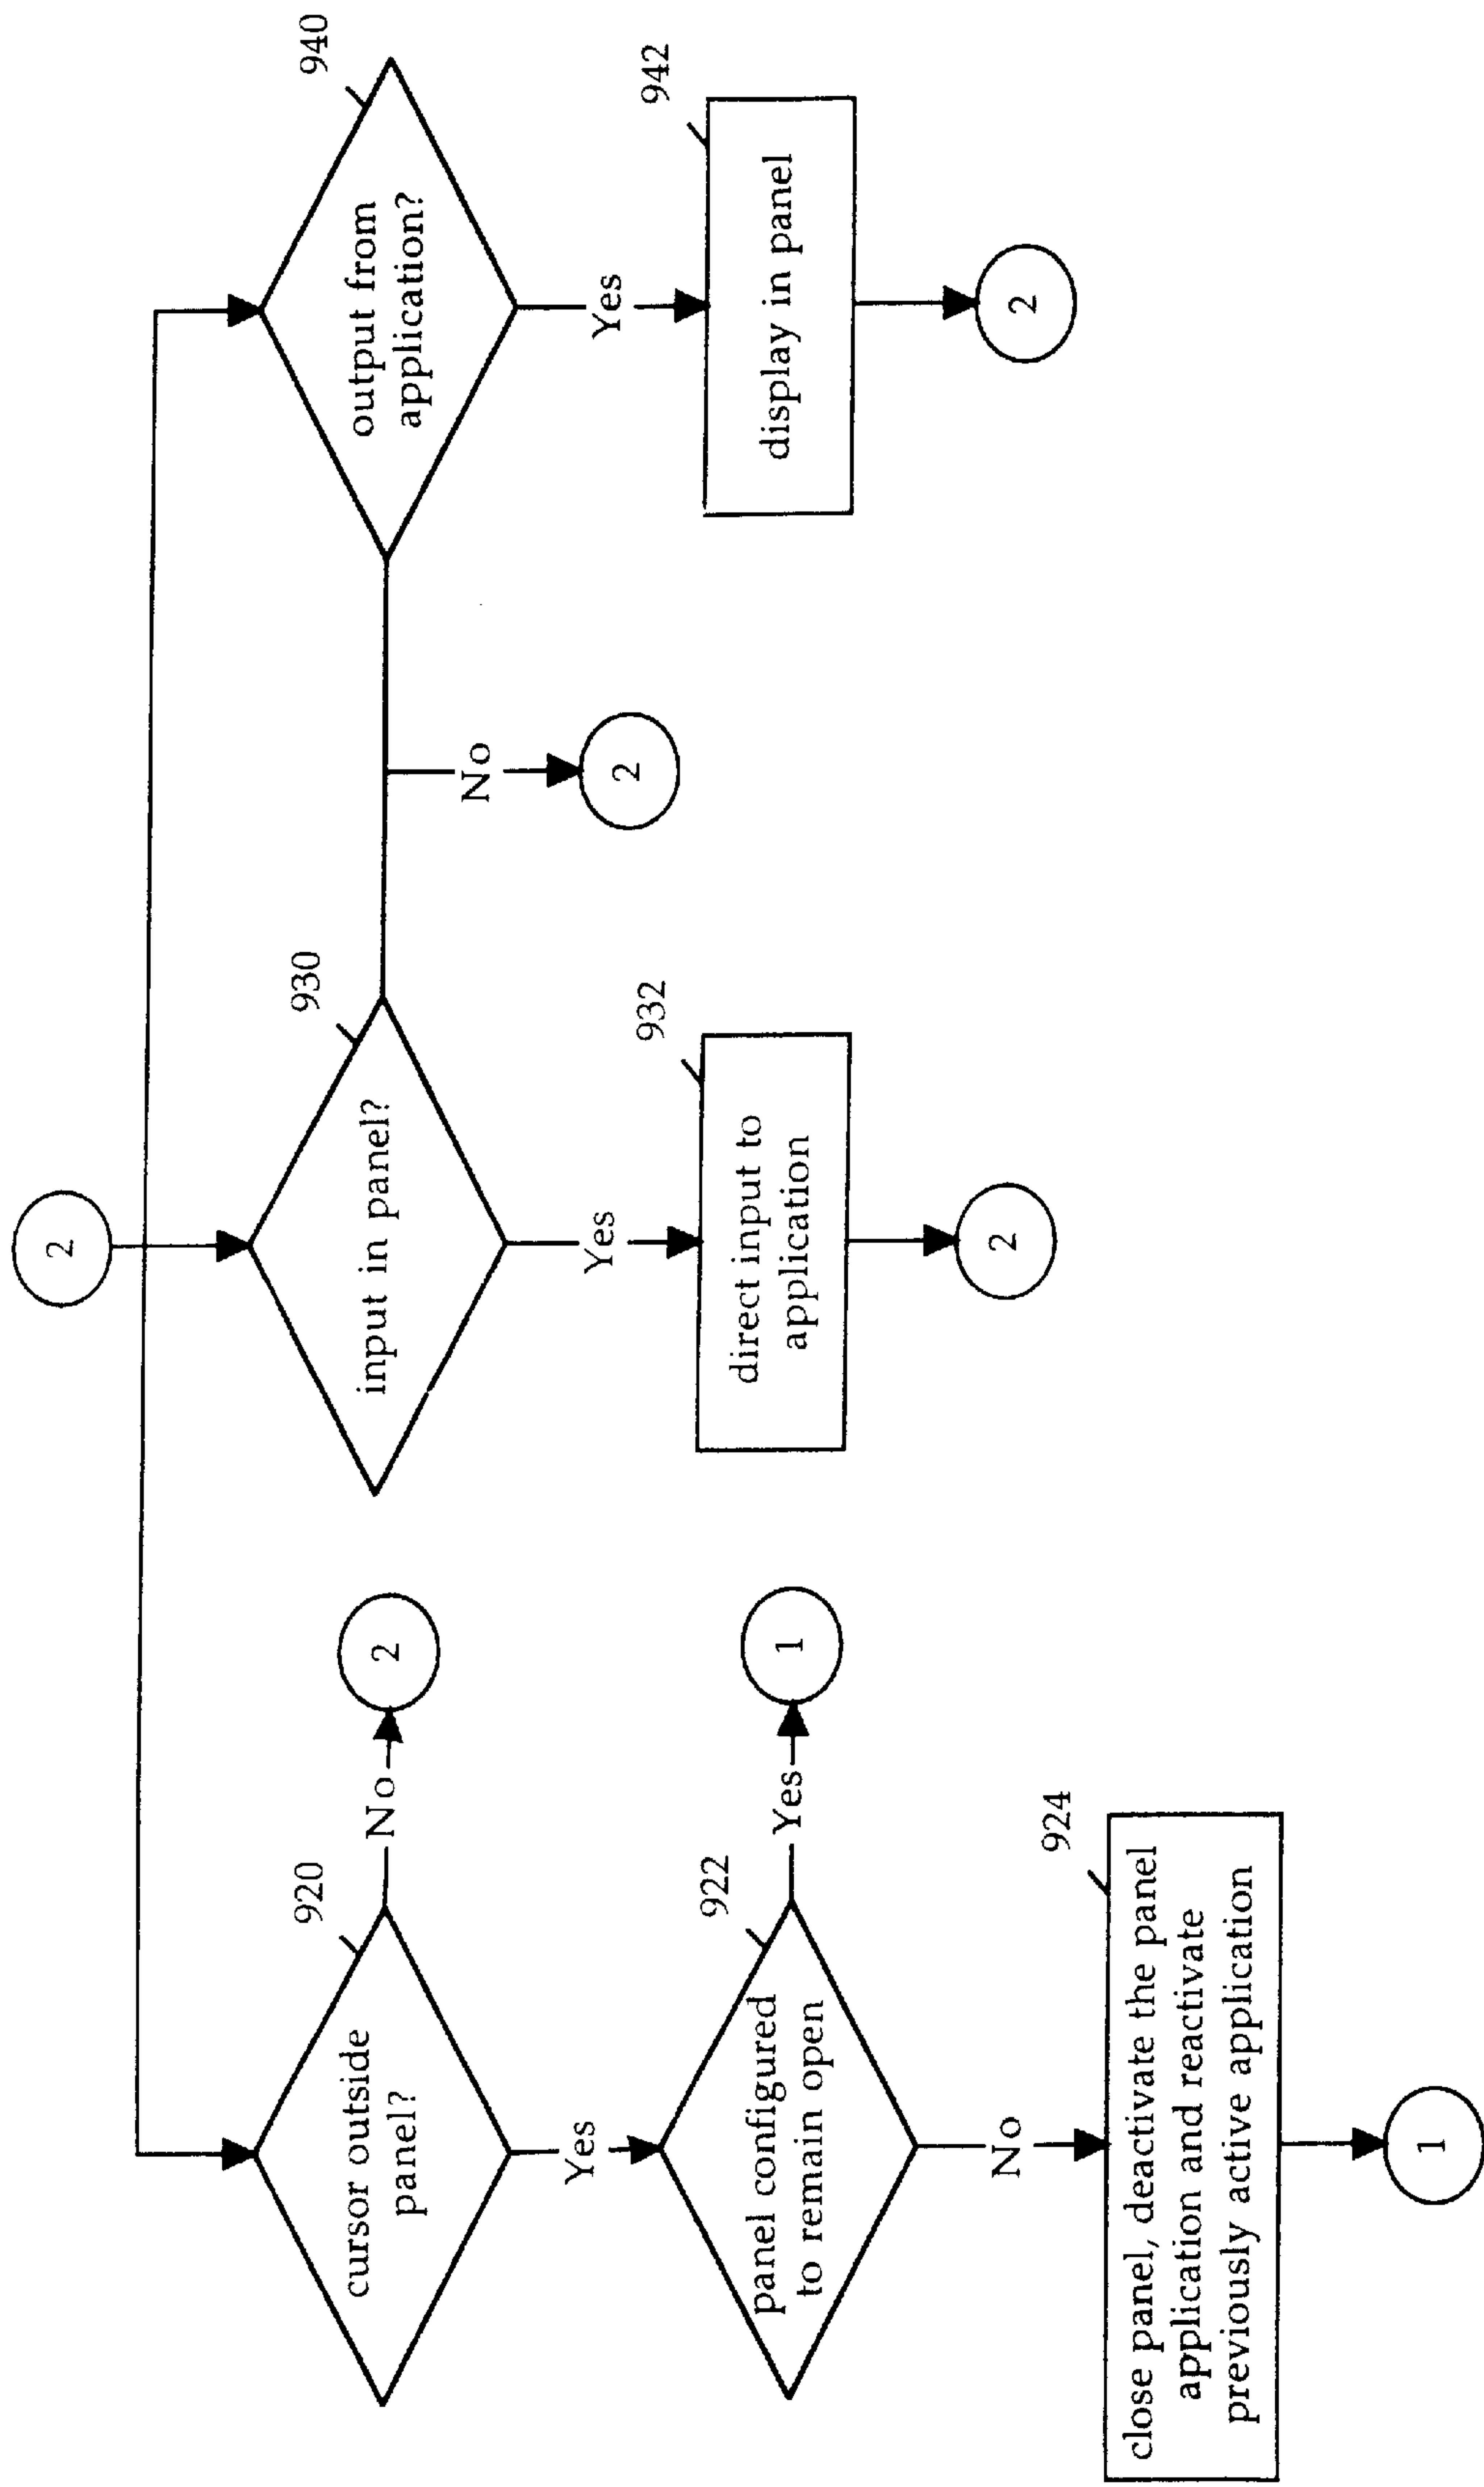 2
920
cursor outside
panel?
No
2
Yes
922
panel configured
to remain open
Yes
1
No
924
close panel, deactivate the panel
application and reactivate
previously active application
1
930
input in panel?
Yes
932
direct input to
application
2
No
2
940
output from
application?
Yes
942
display in panel
2